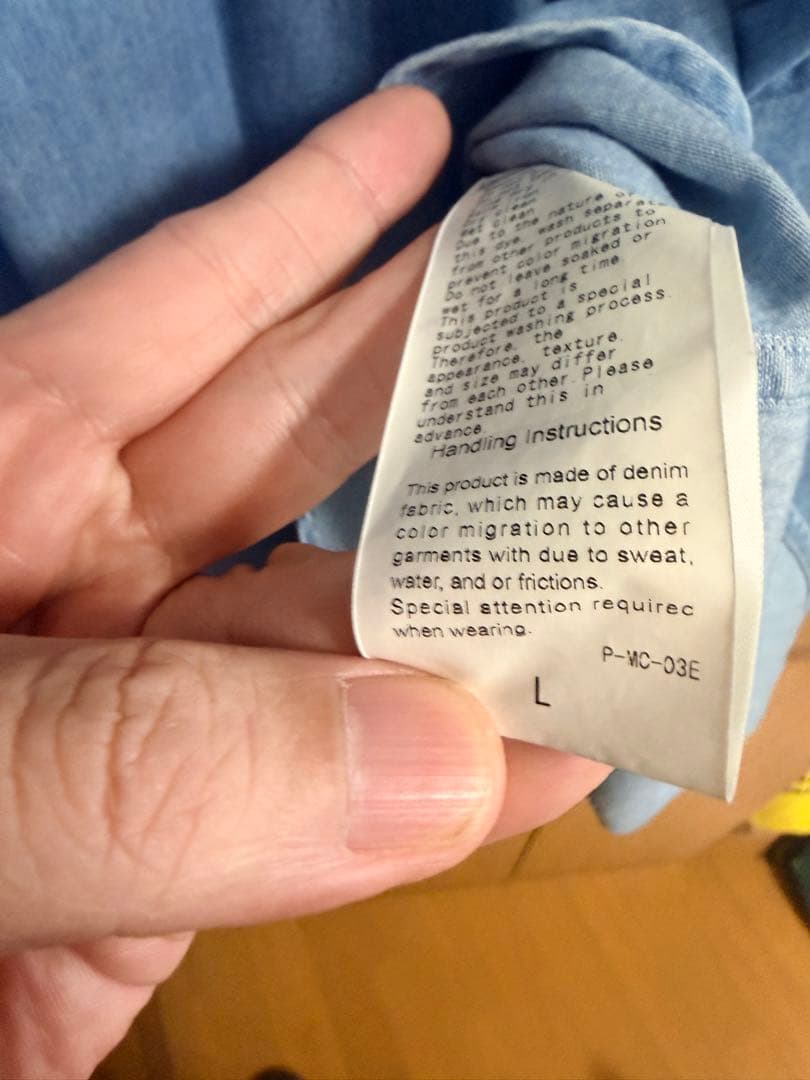 wet clean
Due to the nature of
this dye, wash separate
from other products to
prevent color migration
Do not leave soaked or
wet for a long time.
This product is
subjected to a special
product washing process.
Therefore, the
appearance, texture,
and size may differ
from each other. Please
understand this in
advance.
Handling Instructions
This product is made of denim
fabric, which may cause a
color migration to other
garments with due to sweat,
water, and or frictions.
Special attention requirec
when wearing.
P-MC-03E
L